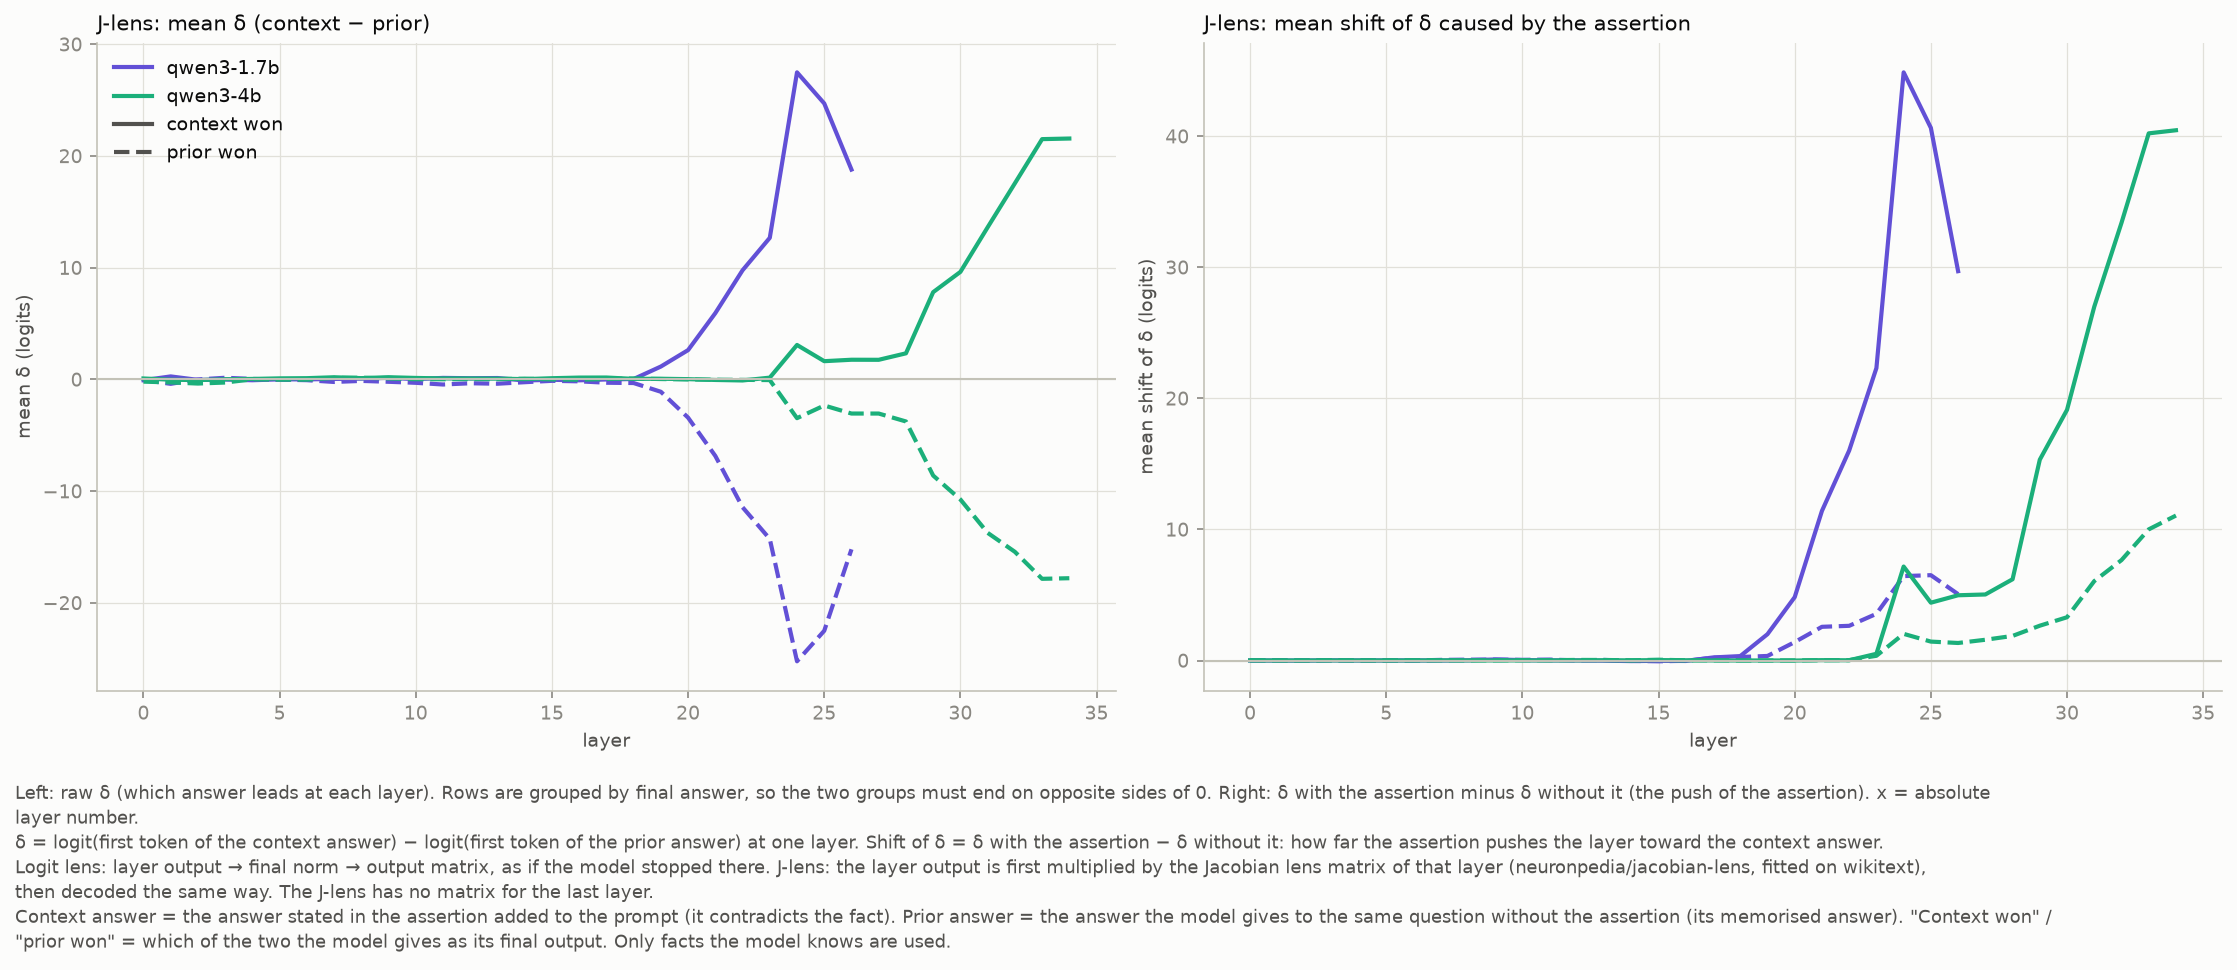 J-lens: mean δ (context − prior)
30
20
10
0
−10
−20
mean δ (logits)
qwen3-1.7b
qwen3-4b
context won
prior won
0 5 10 15 20 25 30 35
layer
J-lens: mean shift of δ caused by the assertion
40
30
20
10
0
mean shift of δ (logits)
0 5 10 15 20 25 30 35
layer
Left: raw δ (which answer leads at each layer). Rows are grouped by final answer, so the two groups must end on opposite sides of 0. Right: δ with the assertion minus δ without it (the push of the assertion). x = absolute
layer number.
δ = logit(first token of the context answer) − logit(first token of the prior answer) at one layer. Shift of δ = δ with the assertion − δ without it: how far the assertion pushes the layer toward the context answer.
Logit lens: layer output → final norm → output matrix, as if the model stopped there. J-lens: the layer output is first multiplied by the Jacobian lens matrix of that layer (neuronpedia/jacobian-lens, fitted on wikitext),
then decoded the same way. The J-lens has no matrix for the last layer.
Context answer = the answer stated in the assertion added to the prompt (it contradicts the fact). Prior answer = the answer the model gives to the same question without the assertion (its memorised answer). "Context won" /
"prior won" = which of the two the model gives as its final output. Only facts the model knows are used.